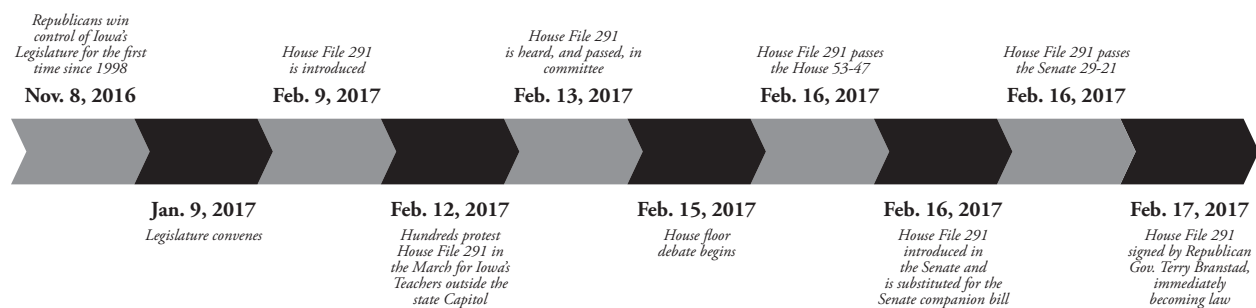 Republicans win
control of Iowa's
Legislature for the first
time since 1998
Nov. 8, 2016
Jan. 9, 2017
Legislature convenes
House File 291
is introduced
Feb. 9, 2017
Feb. 12, 2017
Hundreds protest
House File 291 in
the March for Iowa's
Teachers outside the
state Capitol
House File 291
is heard, and passed, in
committee
Feb. 13, 2017
Feb. 15, 2017
House floor
debate begins
House File 291 passes
the House 53-47
Feb. 16, 2017
Feb. 16, 2017
House File 291
introduced in
the Senate and
is substituted for the
Senate companion bill
House File 291 passes
the Senate 29-21
Feb. 16, 2017
Feb. 17, 2017
House File 291
signed by Republican
Gov. Terry Branstad,
immediately
becoming law